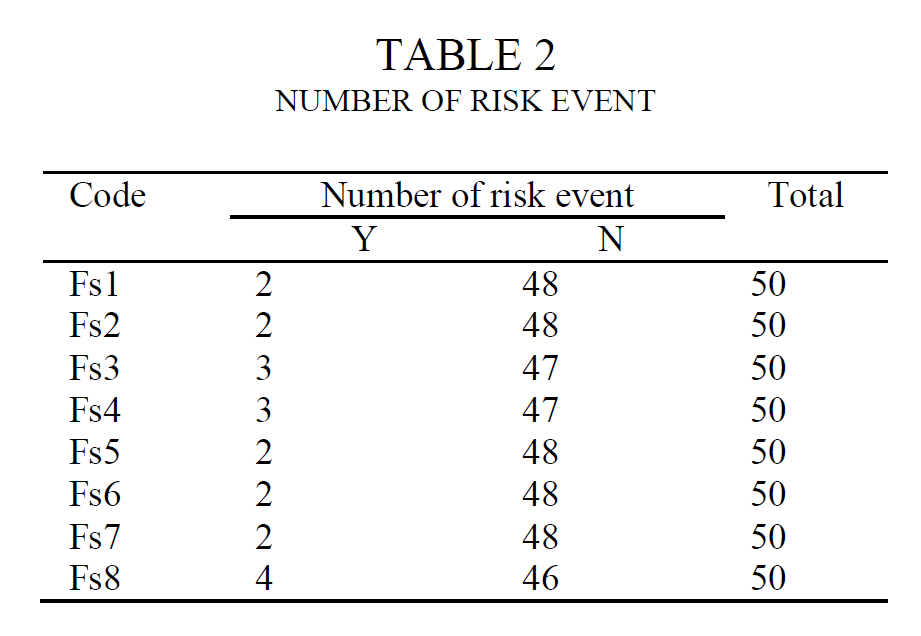 TABLE 2
NUMBER OF RISK EVENT
Code Number of risk event Total
Y N
Fs1 2 48 50
Fs2 2 48 50
Fs3 3 47 50
Fs4 3 47 50
Fs5 2 48 50
Fs6 2 48 50
Fs7 2 48 50
Fs8 4 46 50